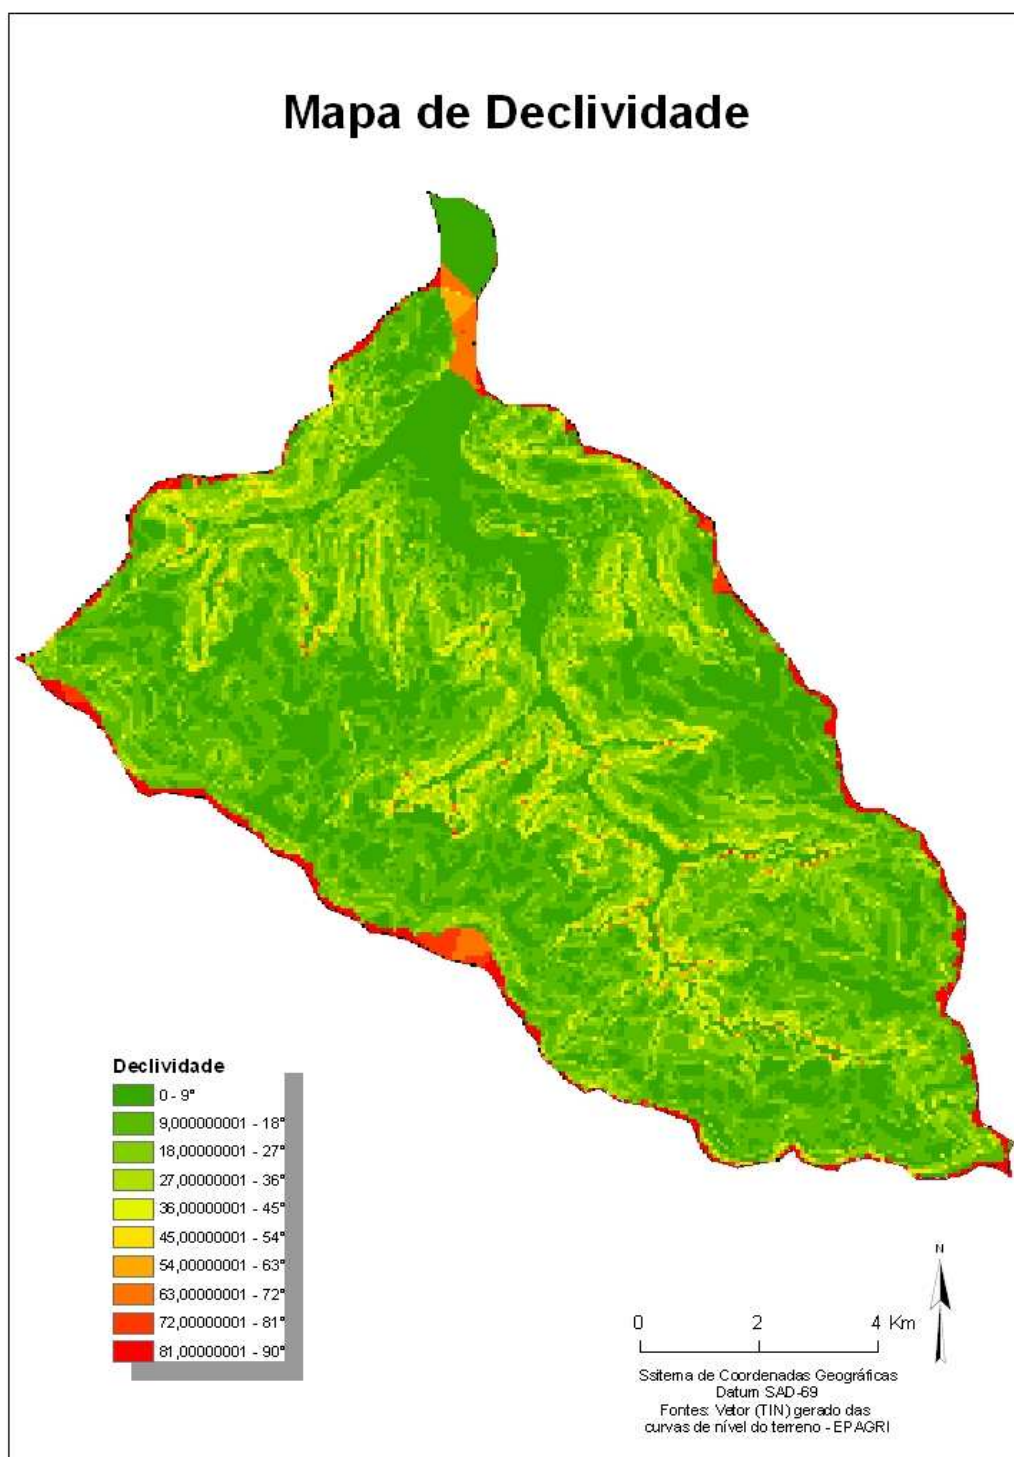 Mapa de Declividade
Declividade
0 - 9°
9,000000001 - 18°
18,00000001 - 27°
27,00000001 - 36°
36,00000001 - 45°
45,00000001 - 54°
54,00000001 - 63°
63,00000001 - 72°
72,00000001 - 81°
81,00000001 - 90°
N
0 2 4 Km
Ssitema de Coordenadas Geográficas
Datum SAD-69
Fontes: Vetor (TIN) gerado das
curvas de nível do terreno - EPAGRI